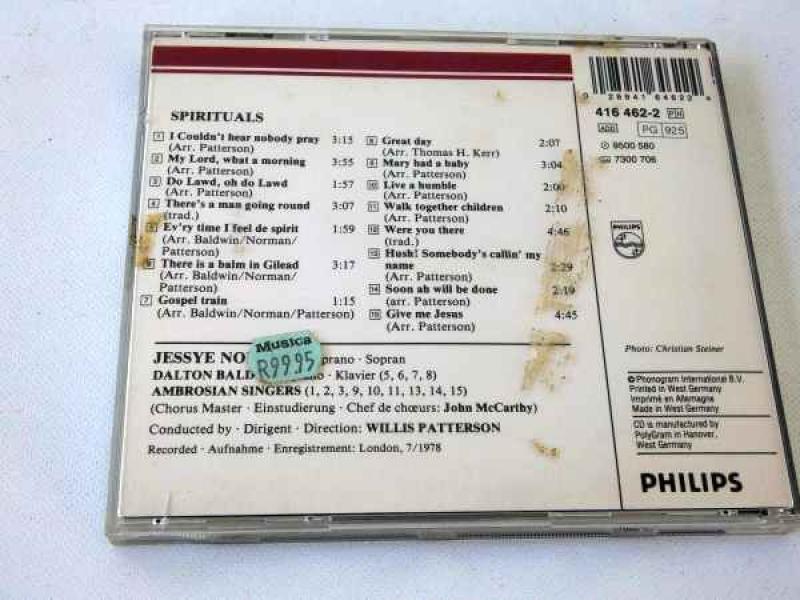 SPIRITUALS
1 I Couldn't hear nobody pray 3:15
(Arr. Patterson)
2 My Lord, what a morning 3:55
(Arr. Patterson)
3 Do Lawd, oh do Lawd 1:57
(Arr. Patterson)
4 There's a man going round 3:07
(trad.)
5 Ev'ry time I feel de spirit 1:59
(Arr. Baldwin/Norman/
Patterson)
6 There is a balm in Gilead 3:17
(Arr. Baldwin/Norman/
Patterson)
7 Gospel train 1:15
(Arr. Baldwin/Norman/Patterson)
8 Great day 2:07
(Arr. Thomas H. Kerr)
9 Mary had a baby 3:04
(Arr. Patterson)
10 Live a humble 2:00
(Arr. Patterson)
11 Walk together children 2:10
(Arr. Patterson)
12 Were you there 4:46
(trad.)
13 Hush! Somebody's callin' my
name 2:29
(Arr. Patterson)
14 Soon ah will be done 2:19
(arr. Patterson)
15 Give me Jesus 4:45
(arr. Patterson)
JESSYE NO prano · Sopran
DALTON BALD no · Klavier (5, 6, 7, 8)
AMBROSIAN SINGERS (1, 2, 3, 9, 10, 11, 13, 14, 15)
(Chorus Master · Einstudierung · Chef de chœurs: John McCarthy)
Conducted by · Dirigent · Direction: WILLIS PATTERSON
Recorded · Aufnahme · Enregistrement: London, 7/1978
Musica
R99.95
416 462-2 PH
ADD PG 925
9500 580
7300 706
PHILIPS
Photo: Christian Steiner
℗ Phonogram International B.V.
Printed in West Germany
Imprimé en Allemagne
Made in West Germany
CD is manufactured by
PolyGram in Hanover,
West Germany
PHILIPS